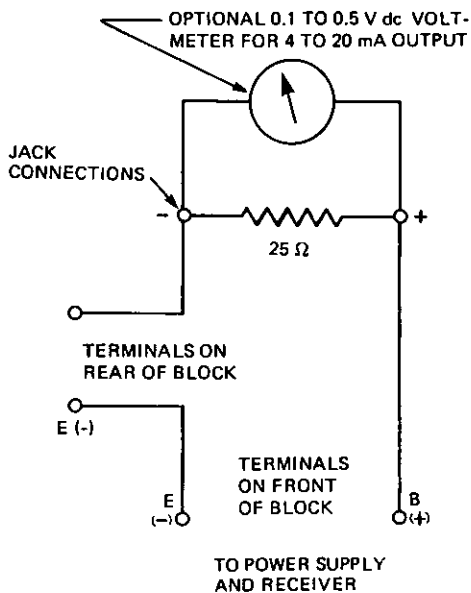 OPTIONAL 0.1 TO 0.5 V dc VOLT-
METER FOR 4 TO 20 mA OUTPUT
JACK
CONNECTIONS
-
+
25 Ω
TERMINALS ON
REAR OF BLOCK
E (-)
TERMINALS
ON FRONT
OF BLOCK
E
(-)
B
(+)
TO POWER SUPPLY
AND RECEIVER